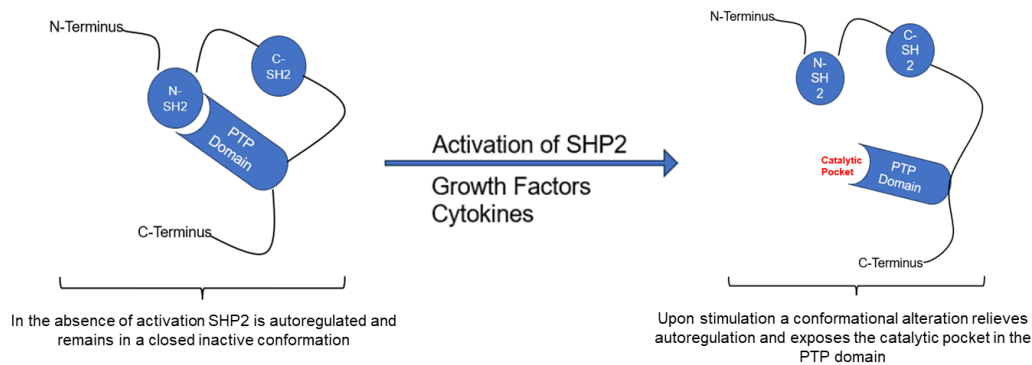 N-Terminus
C-
SH2
N-
SH2
PTP
Domain
C-Terminus
In the absence of activation SHP2 is autoregulated and
remains in a closed inactive conformation
Activation of SHP2
Growth Factors
Cytokines
N-Terminus
C-
SH
2
N-
SH
2
Catalytic
Pocket
PTP
Domain
C-Terminus
Upon stimulation a conformational alteration relieves
autoregulation and exposes the catalytic pocket in the
PTP domain